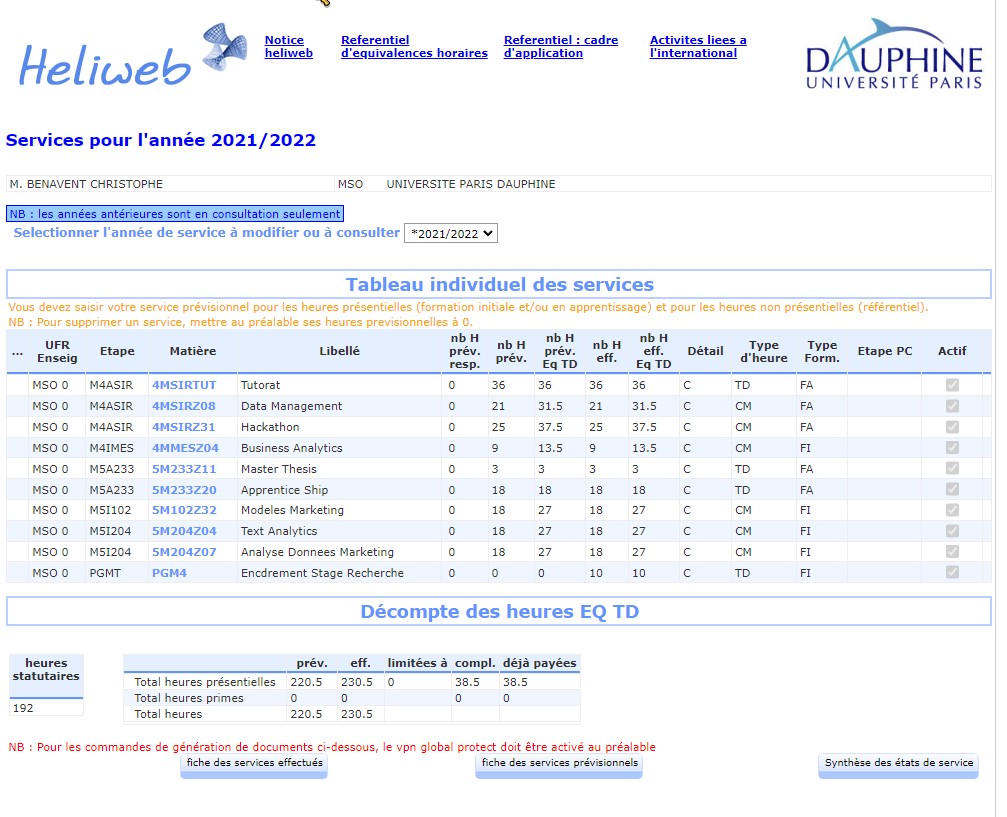 Heliweb
Notice heliweb
Referentiel d'equivalences horaires
Referentiel : cadre d'application
Activites liees a l'international
DAUPHINE
UNIVERSITÉ PARIS
Services pour l'année 2021/2022
M. BENAVENT CHRISTOPHE MSO UNIVERSITE PARIS DAUPHINE
NB : les années antérieures sont en consultation seulement
Selectionner l'année de service à modifier ou à consulter *2021/2022
Tableau individuel des services
Vous devez saisir votre service prévisionnel pour les heures présentielles (formation initiale et/ou en apprentissage) et pour les heures non présentielles (référentiel).
NB : Pour supprimer un service, mettre au préalable ses heures previsionnelles à 0.
... UFR Enseig Etape Matière Libellé nb H prév. resp. nb H prév. nb H prév. Eq TD nb H eff. nb H eff. Eq TD Détail Type d'heure Type Form. Etape PC Actif
MSO 0 M4ASIR 4MSIRTUT Tutorat 0 36 36 36 36 C TD FA
MSO 0 M4ASIR 4MSIRZ08 Data Management 0 21 31.5 21 31.5 C CM FA
MSO 0 M4ASIR 4MSIRZ31 Hackathon 0 25 37.5 25 37.5 C CM FA
MSO 0 M4IMES 4MMESZ04 Business Analytics 0 9 13.5 9 13.5 C CM FI
MSO 0 M5A233 5M233Z11 Master Thesis 0 3 3 3 3 C TD FA
MSO 0 M5A233 5M233Z20 Apprentice Ship 0 18 18 18 18 C TD FA
MSO 0 M5I102 5M102Z32 Modeles Marketing 0 18 27 18 27 C CM FI
MSO 0 M5I204 5M204Z04 Text Analytics 0 18 27 18 27 C CM FI
MSO 0 M5I204 5M204Z07 Analyse Donnees Marketing 0 18 27 18 27 C CM FI
MSO 0 PGMT PGM4 Encdrement Stage Recherche 0 0 0 10 10 C TD FI
Décompte des heures EQ TD
heures statutaires
192
prév. eff. limitées à compl. déjà payées
Total heures présentielles 220.5 230.5 0 38.5 38.5
Total heures primes 0 0 0 0
Total heures 220.5 230.5
NB : Pour les commandes de génération de documents ci-dessous, le vpn global protect doit être activé au préalable
fiche des services effectués
fiche des services prévisionnels
Synthèse des états de service